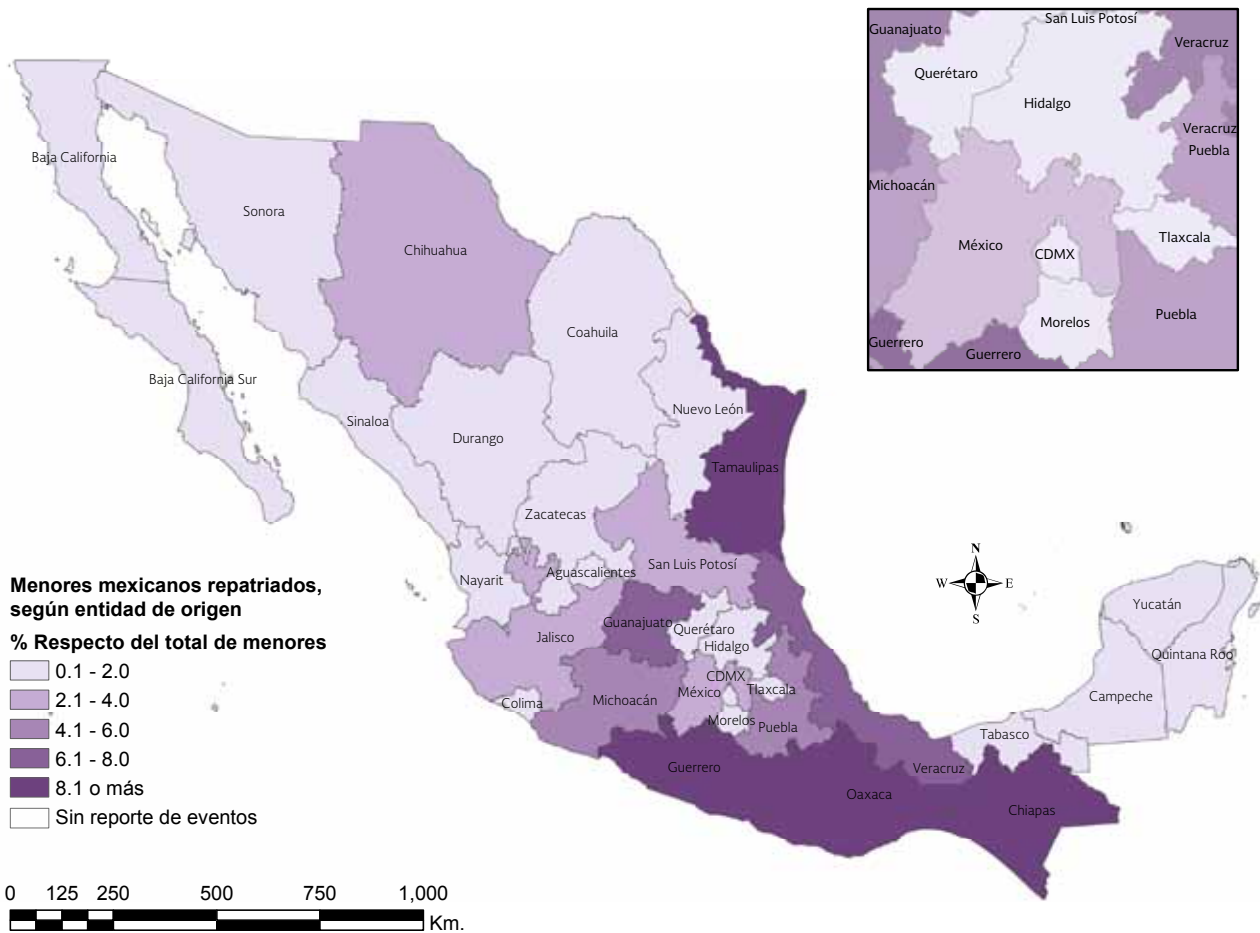 San Luis Potosí
Guanajuato
Veracruz
Querétaro
Hidalgo
Veracruz
Puebla
Michoacán
Tlaxcala
México
CDMX
Morelos
Puebla
Guerrero
Guerrero
Baja California
Sonora
Chihuahua
Coahuila
Baja California Sur
Nuevo León
Sinaloa
Durango
Tamaulipas
Zacatecas
San Luis Potosí
Aguascalientes
Nayarit
N
W
E
S
Yucatán
Guanajuato
Querétaro
Jalisco
Hidalgo
Quintana Roo
CDMX
México
Tlaxcala
Campeche
Michoacán
Colima
Morelos
Puebla
Tabasco
Guerrero
Veracruz
Oaxaca
Chiapas
Menores mexicanos repatriados,
según entidad de origen
% Respecto del total de menores
0.1 - 2.0
2.1 - 4.0
4.1 - 6.0
6.1 - 8.0
8.1 o más
Sin reporte de eventos
0 125 250 500 750 1,000
Km.